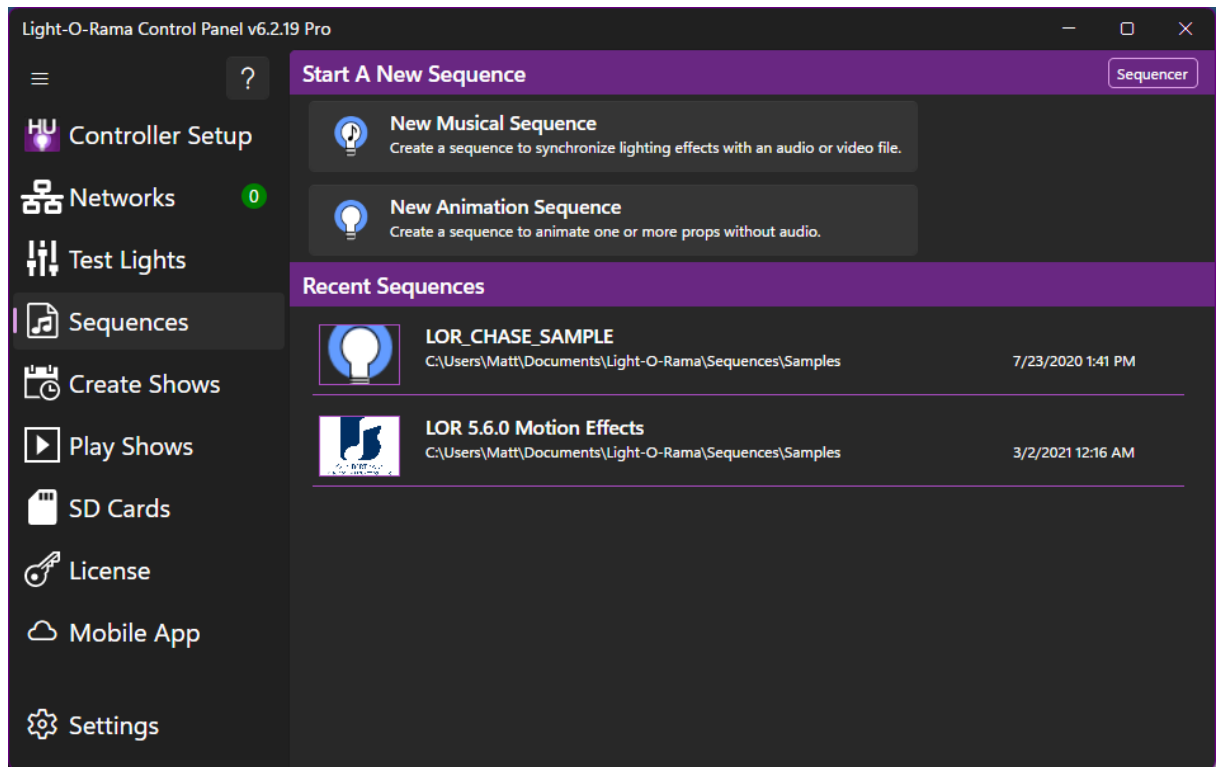 Light-O-Rama Control Panel v6.2.19 Pro
?
HU Controller Setup
Networks 0
Test Lights
Sequences
Create Shows
Play Shows
SD Cards
License
Mobile App
Settings
Start A New Sequence
Sequencer
New Musical Sequence
Create a sequence to synchronize lighting effects with an audio or video file.
New Animation Sequence
Create a sequence to animate one or more props without audio.
Recent Sequences
LOR_CHASE_SAMPLE
C:\Users\Matt\Documents\Light-O-Rama\Sequences\Samples 7/23/2020 1:41 PM
LOR 5.6.0 Motion Effects
C:\Users\Matt\Documents\Light-O-Rama\Sequences\Samples 3/2/2021 12:16 AM